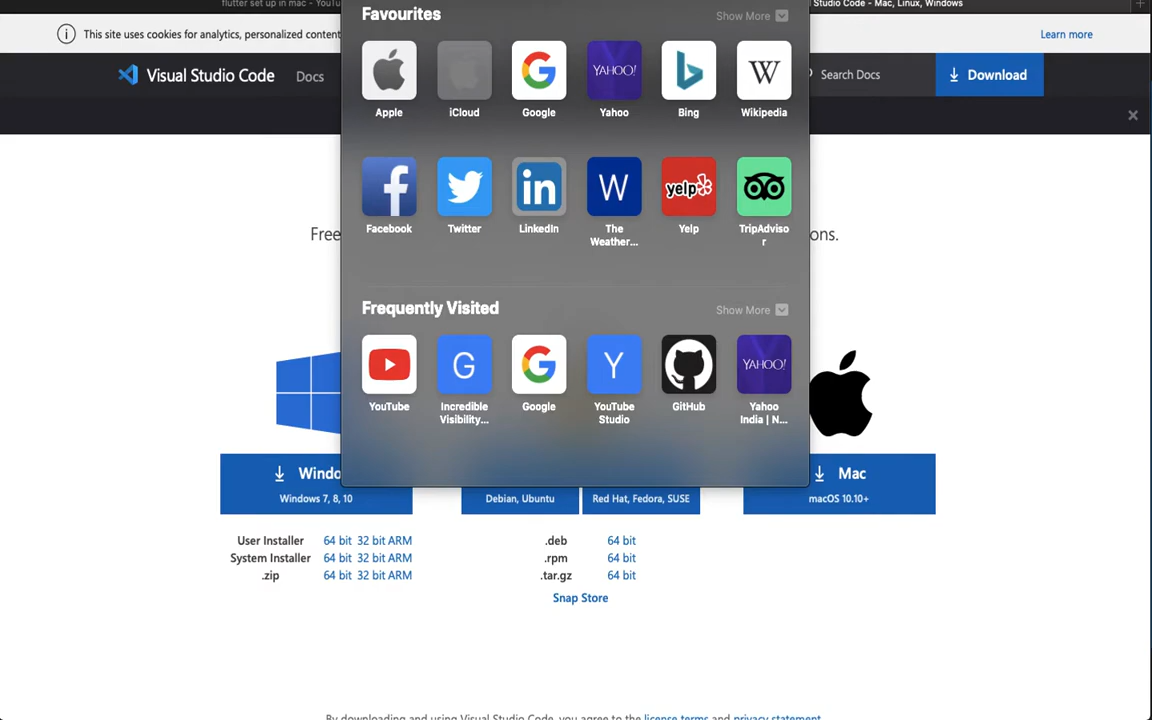 flutter set up in mac - YouTu
Studio Code - Mac, Linux, Windows
This site uses cookies for analytics, personalized content
Learn more
Visual Studio Code
Docs
Search Docs
Download
Favourites
Show More
Apple
iCloud
Google
YAHOO!
Yahoo
Bing
W
Wikipedia
Facebook
Twitter
in
LinkedIn
W
The
Weather...
yelp
Yelp
TripAdviso
r
Free
ons.
Frequently Visited
Show More
YouTube
G
Incredible
Visibility...
Google
Y
YouTube
Studio
GitHub
YAHOO!
Yahoo
India | N...
Windo
Windows 7, 8, 10
Debian, Ubuntu
Red Hat, Fedora, SUSE
Mac
macOS 10.10+
User Installer 64 bit 32 bit ARM
System Installer 64 bit 32 bit ARM
.zip 64 bit 32 bit ARM
.deb 64 bit
.rpm 64 bit
.tar.gz 64 bit
Snap Store
By downloading and using Visual Studio Code, you agree to the license terms and privacy statement